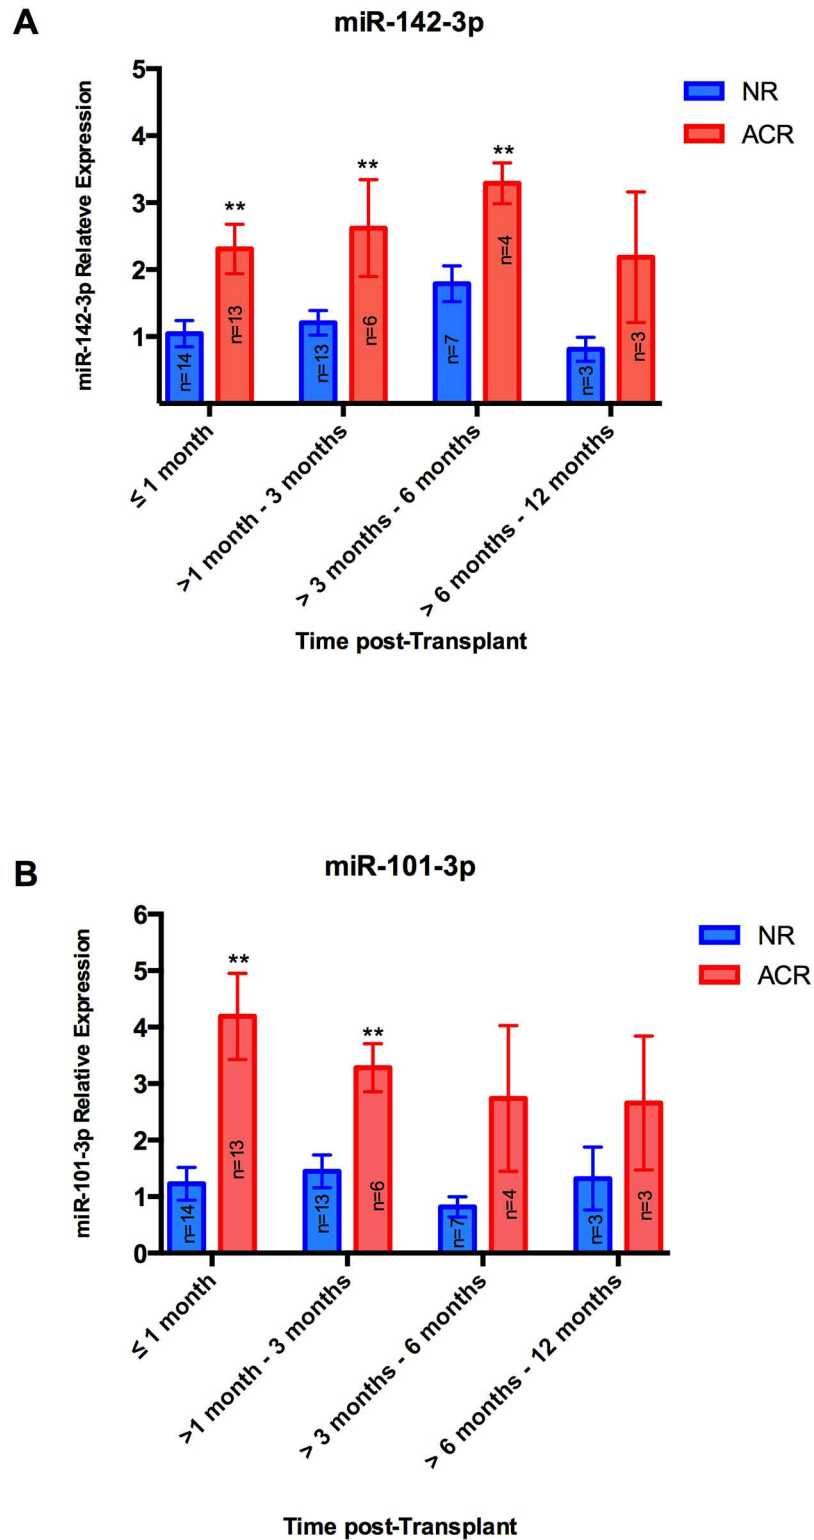 A
miR-142-3p
miR-142-3p Relateve Expression
5
4
3
2
1
NR
ACR
**
**
**
n=14
n=13
n=13
n=6
n=7
n=4
n=3
n=3
≤ 1 month
>1 month - 3 months
> 3 months - 6 months
> 6 months - 12 months
Time post-Transplant
B
miR-101-3p
miR-101-3p Relative Expression
6
5
4
3
2
1
0
NR
ACR
**
**
n=14
n=13
n=13
n=6
n=7
n=4
n=3
n=3
≤ 1 month
>1 month - 3 months
> 3 months - 6 months
> 6 months - 12 months
Time post-Transplant